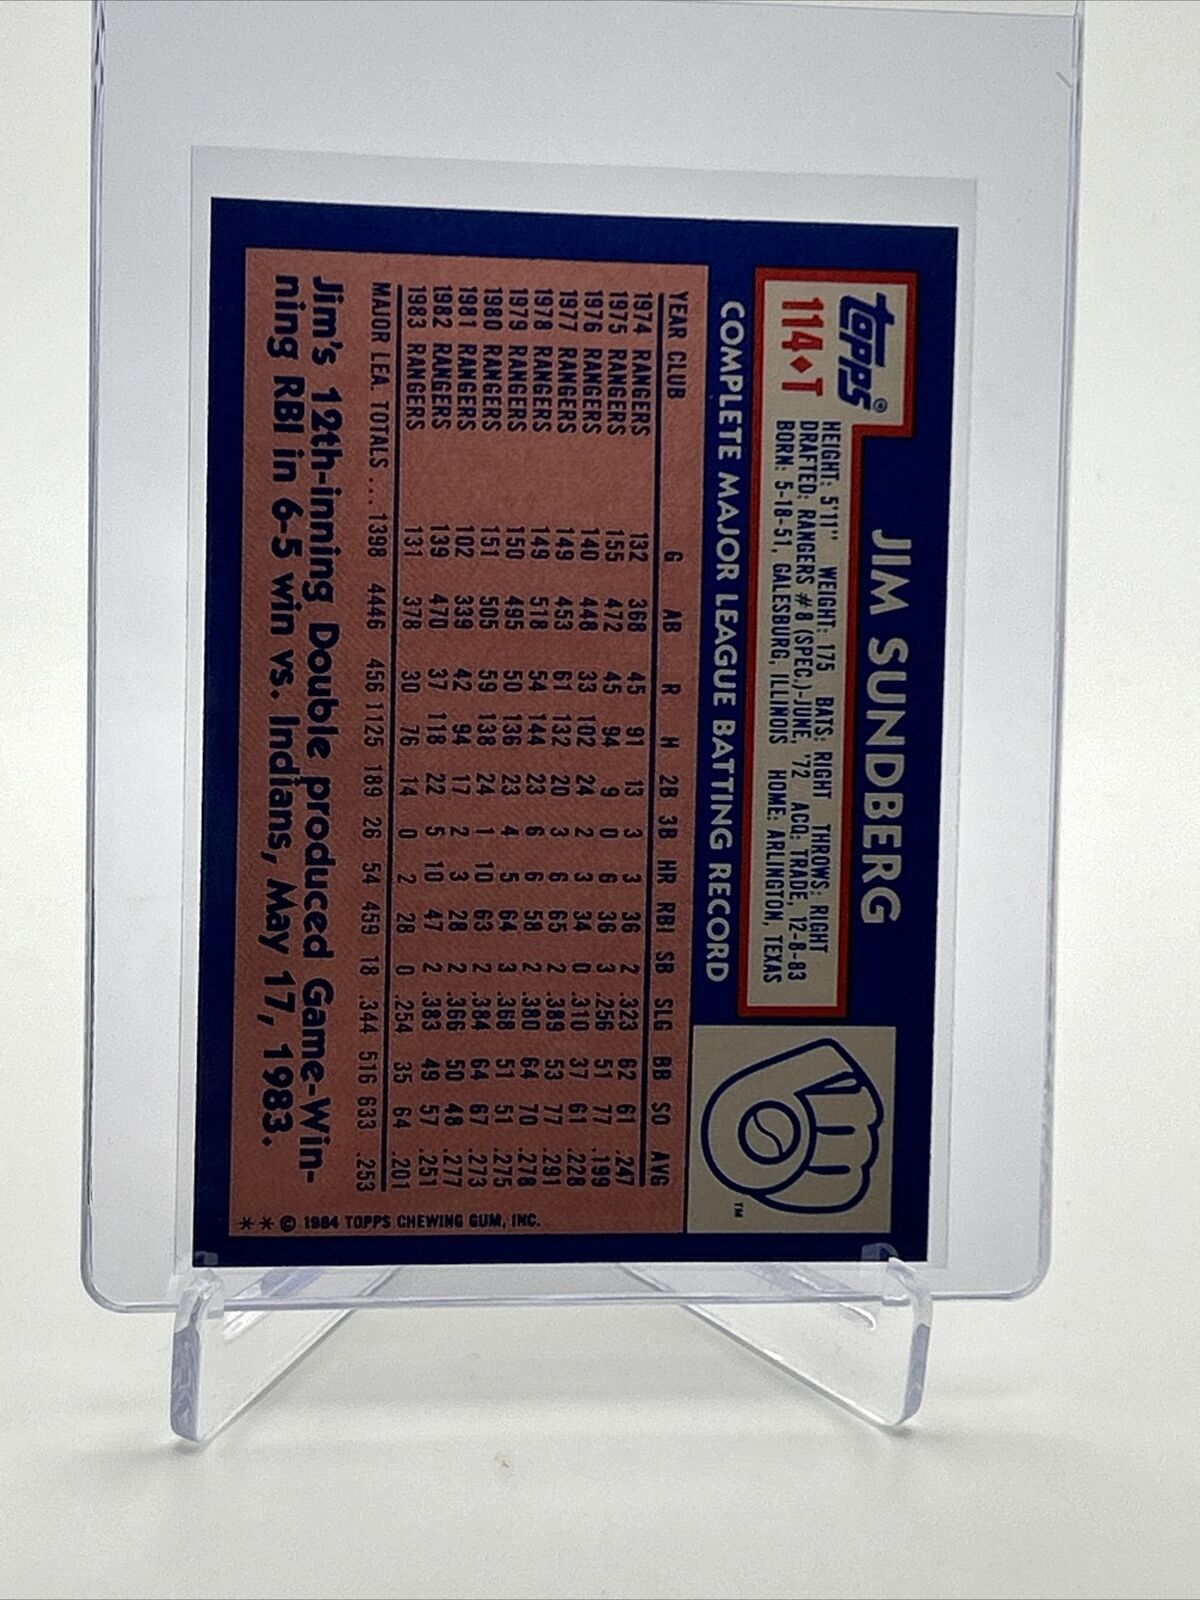 topps®
114♦T
JIM SUNDBERG
HEIGHT: 5'11" WEIGHT: 175 BATS: RIGHT THROWS: RIGHT
DRAFTED: RANGERS #8 (SPEC.)-JUNE, '72 ACQ: TRADE, 12-8-83
BORN: 5-18-51, GALESBURG, ILLINOIS HOME: ARLINGTON, TEXAS
COMPLETE MAJOR LEAGUE BATTING RECORD
TM
YEAR CLUB G AB R H 2B 3B HR RBI SB SLG BB SO AVG
1974 RANGERS 132 368 45 91 13 3 3 36 2 .323 62 61 .247
1975 RANGERS 155 472 45 94 9 0 6 36 3 .256 51 77 .199
1976 RANGERS 140 448 33 102 24 2 3 34 0 .310 37 61 .228
1977 RANGERS 149 453 61 132 20 3 6 65 2 .389 53 77 .291
1978 RANGERS 149 518 54 144 23 6 6 58 2 .380 64 70 .278
1979 RANGERS 150 495 50 136 23 4 5 64 3 .368 51 51 .275
1980 RANGERS 151 505 59 138 24 1 10 63 2 .384 64 67 .273
1981 RANGERS 102 339 42 94 17 2 3 28 2 .366 50 48 .277
1982 RANGERS 139 470 37 118 22 5 10 47 2 .383 49 57 .251
1983 RANGERS 131 378 30 76 14 0 2 28 0 .254 35 64 .201
MAJOR LEA. TOTALS ... 1398 4446 456 1125 189 26 54 459 18 .344 516 633 .253
Jim's 12th-inning Double produced Game-Win-
ning RBI in 6-5 win vs. Indians, May 17, 1983.
** © 1984 TOPPS CHEWING GUM, INC.